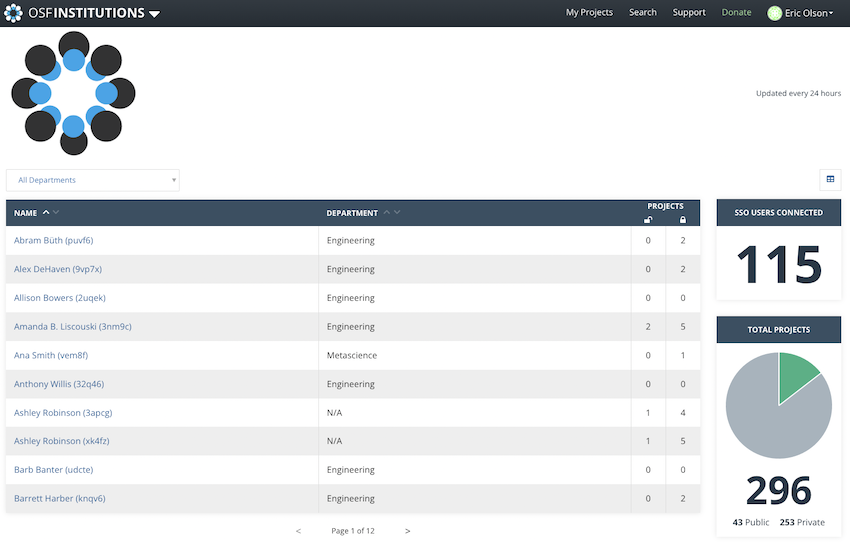 OSFINSTITUTIONS
My Projects Search Support Donate Eric Olson
Updated every 24 hours
All Departments
NAME DEPARTMENT PROJECTS
Abram Büth (puvf6) Engineering 0 2
Alex DeHaven (9vp7x) Engineering 0 2
Allison Bowers (2uqek) Engineering 0 0
Amanda B. Liscouski (3nm9c) Engineering 2 5
Ana Smith (vem8f) Metascience 0 1
Anthony Willis (32q46) Engineering 0 0
Ashley Robinson (3apcg) N/A 1 4
Ashley Robinson (xk4fz) N/A 1 5
Barb Banter (udcte) Engineering 0 0
Barrett Harber (knqv6) Engineering 0 2
< Page 1 of 12 >
SSO USERS CONNECTED
115
TOTAL PROJECTS
296
43 Public 253 Private